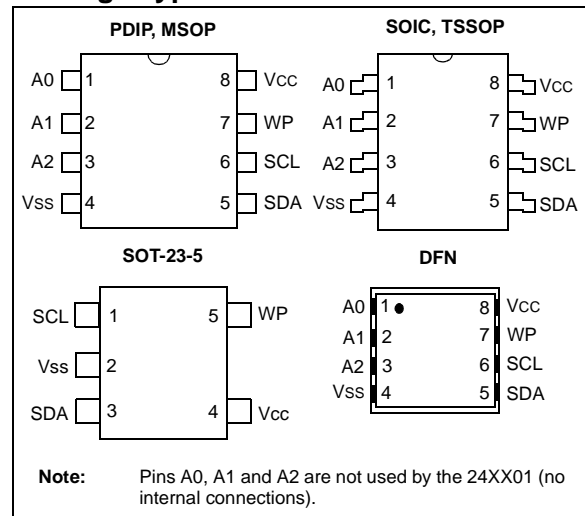 PDIP, MSOP
A0 1 8 VCC
A1 2 7 WP
A2 3 6 SCL
VSS 4 5 SDA
SOIC, TSSOP
A0 1 8 VCC
A1 2 7 WP
A2 3 6 SCL
VSS 4 5 SDA
SOT-23-5
SCL 1 5 WP
Vss 2
SDA 3 4 Vcc
DFN
A0 1 8 VCC
A1 2 7 WP
A2 3 6 SCL
VSS 4 5 SDA
Note: Pins A0, A1 and A2 are not used by the 24XX01 (no
internal connections).